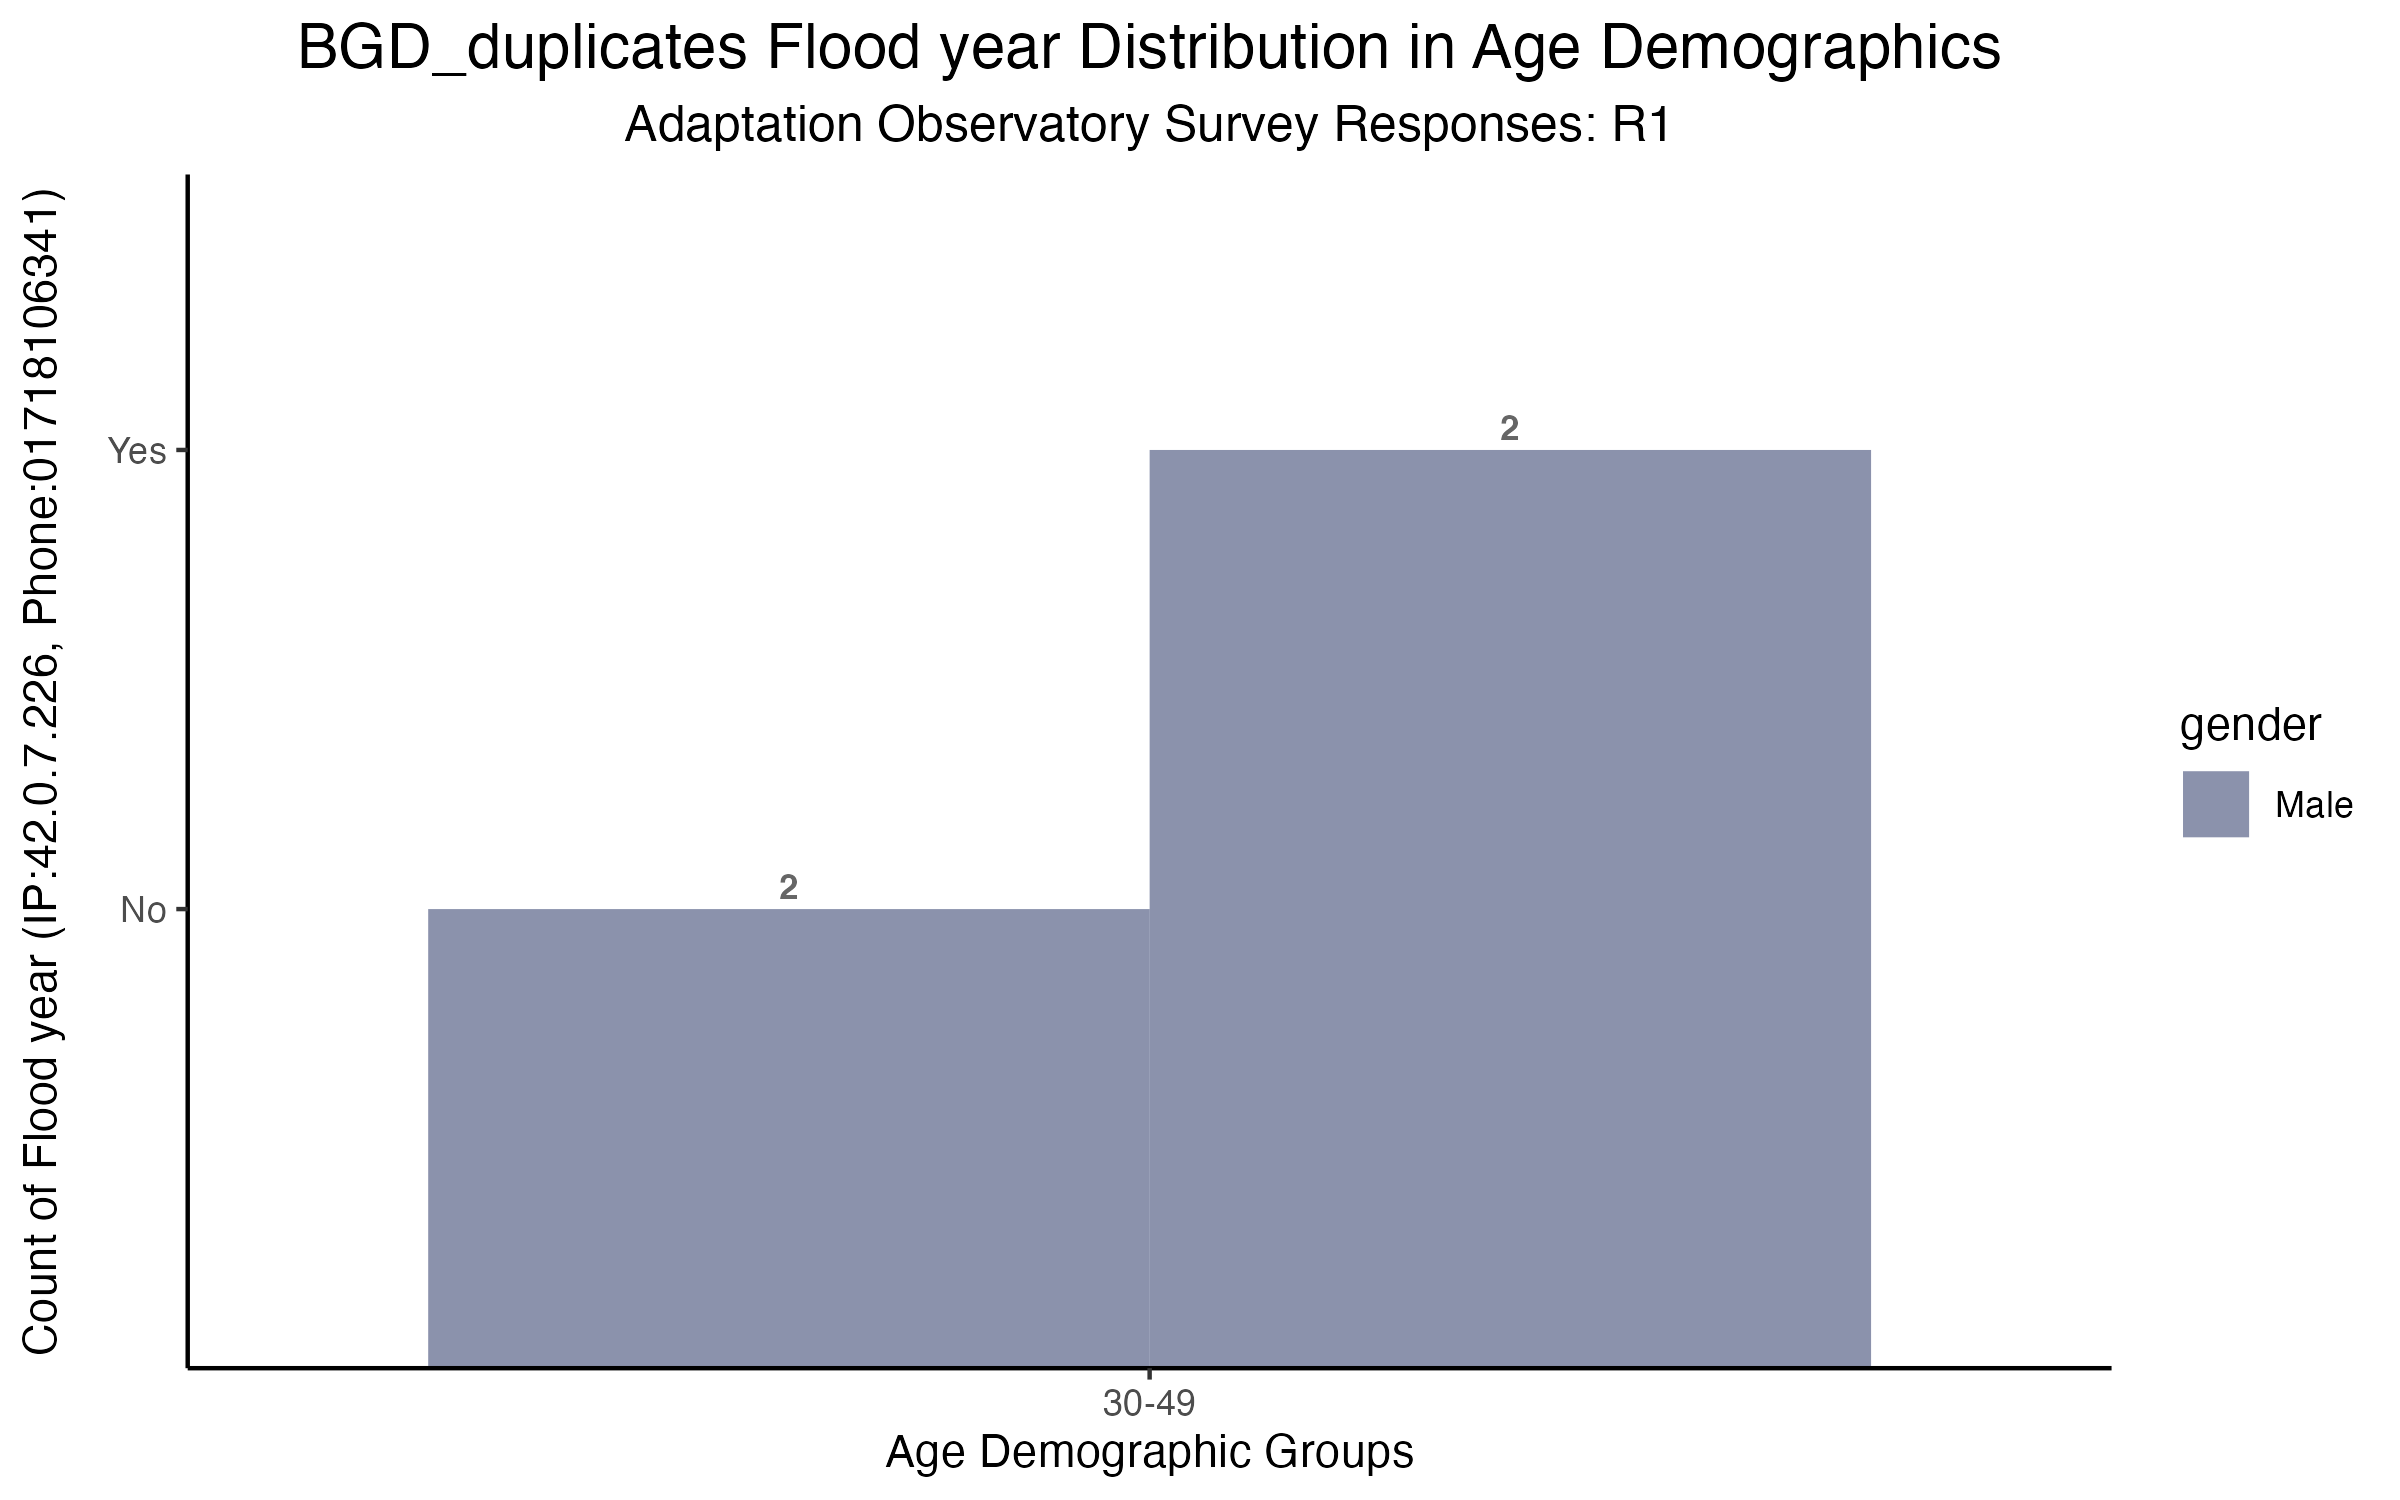 BGD_duplicates Flood year Distribution in Age Demographics
Adaptation Observatory Survey Responses: R1
Count of Flood year (IP:42.0.7.226, Phone:01718106341)
Yes
No
2
2
30-49
Age Demographic Groups
gender
Male